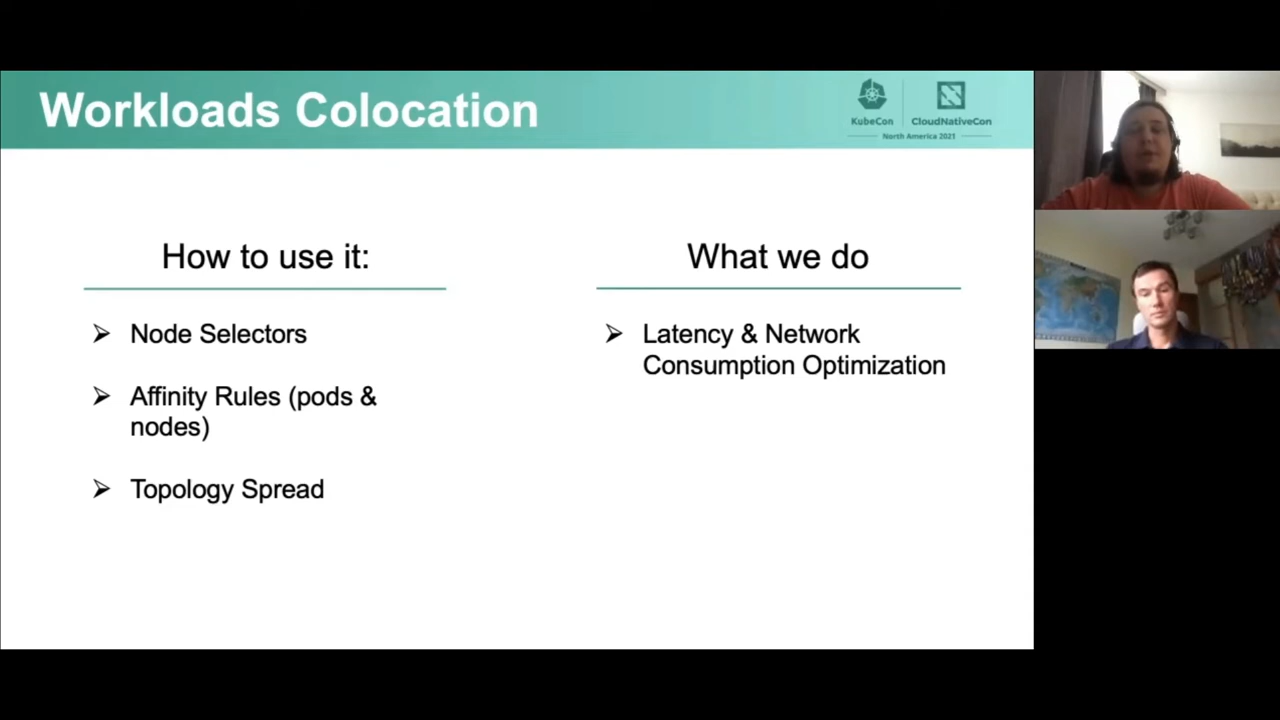 Workloads Colocation
KubeCon
CloudNativeCon
North America 2021
How to use it:
Node Selectors
Affinity Rules (pods &
nodes)
Topology Spread
What we do
Latency & Network
Consumption Optimization